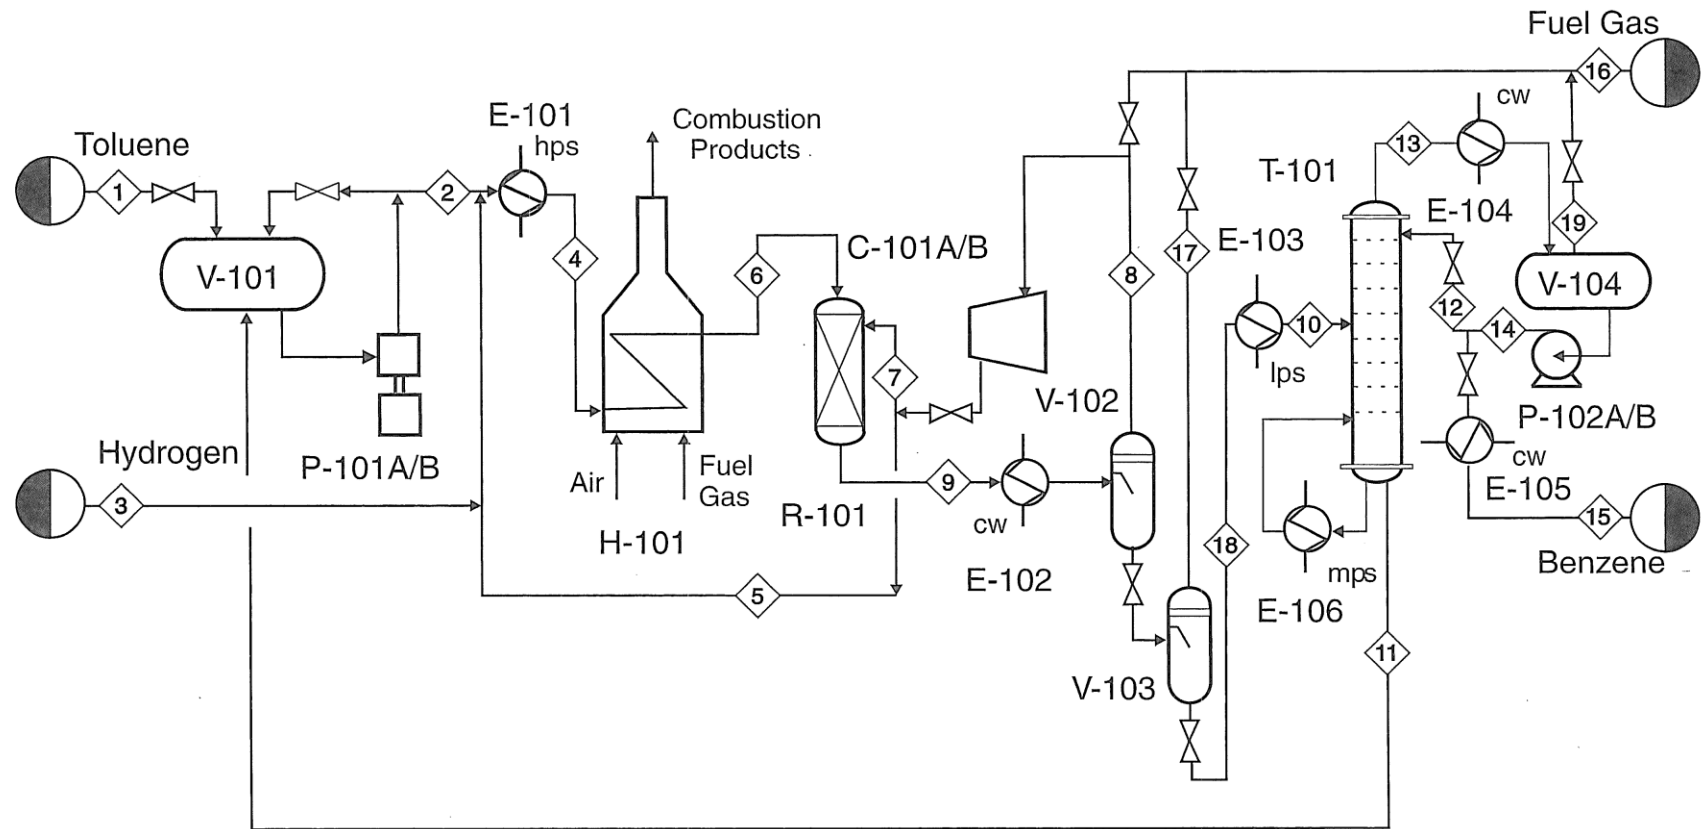 Fuel Gas
16
cw
E-101
hps
Combustion
Products
Toluene
13
T-101
1
2
E-104
19
C-101A/B
E-103
17
4
6
8
V-101
V-104
12
10
14
lps
7
V-102
P-102A/B
Hydrogen
P-101A/B
Air
Fuel
Gas
9
cw
E-105
3
R-101
cw
15
H-101
18
Benzene
E-102
mps
5
E-106
11
V-103